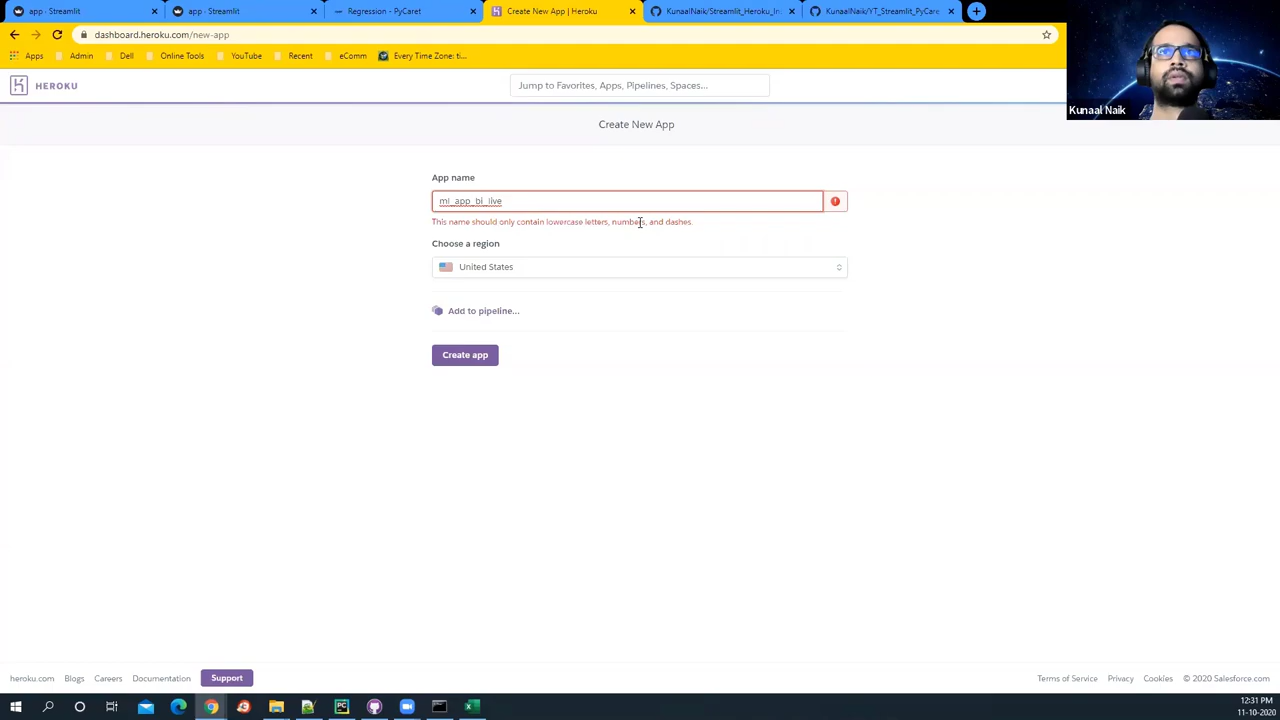 app - Streamlit
app - Streamlit
Regression - PyCaret
Create New App | Heroku
KunaalNaik/Streamlit_Heroku_In
KunaalNaik/YT_Streamlit_PyCare
dashboard.heroku.com/new-app
Apps Admin Dell Online Tools YouTube Recent eComm Every Time Zone: ti...
HEROKU
Jump to Favorites, Apps, Pipelines, Spaces...
Kunaal Naik
Create New App
App name
ml_app_bi_live
This name should only contain lowercase letters, numbers, and dashes.
Choose a region
United States
Add to pipeline...
Create app
heroku.com Blogs Careers Documentation Support
Terms of Service Privacy Cookies © 2020 Salesforce.com
12:31 PM
11-10-2020